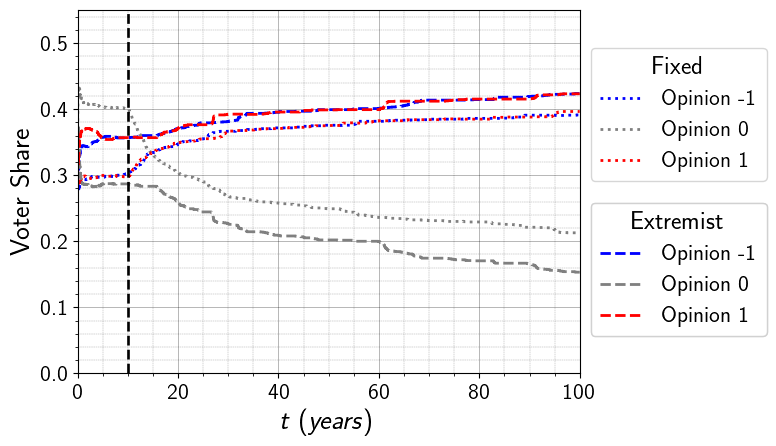 0.5
0.4
0.3
0.2
0.1
0.0
Voter Share
0 20 40 60 80 100
t (years)
Fixed
Opinion -1
Opinion 0
Opinion 1
Extremist
Opinion -1
Opinion 0
Opinion 1